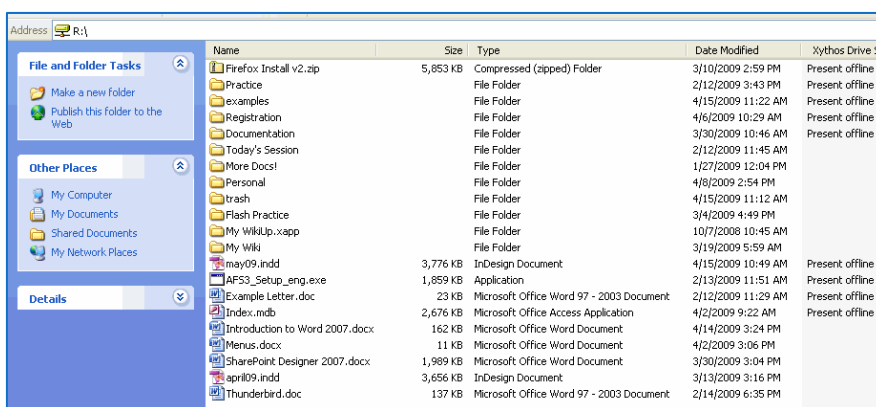 Address R:\
File and Folder Tasks
Make a new folder
Publish this folder to the
Web
Other Places
My Computer
My Documents
Shared Documents
My Network Places
Details
Name Size Type Date Modified Xythos Drive S
Firefox Install v2.zip 5,853 KB Compressed (zipped) Folder 3/10/2009 2:59 PM Present offline
Practice File Folder 2/12/2009 3:43 PM Present offline
examples File Folder 4/15/2009 11:22 AM Present offline
Registration File Folder 4/6/2009 10:29 AM Present offline
Documentation File Folder 3/30/2009 10:46 AM Present offline
Today's Session File Folder 2/12/2009 11:45 AM
More Docs! File Folder 1/27/2009 12:04 PM
Personal File Folder 4/8/2009 2:54 PM
trash File Folder 4/15/2009 11:12 AM
Flash Practice File Folder 3/4/2009 4:49 PM
My WikiUp.xapp File Folder 10/7/2008 10:45 AM
My Wiki File Folder 3/19/2009 5:59 AM
may09.indd 3,776 KB InDesign Document 4/15/2009 10:49 AM Present offline
AFS3_Setup_eng.exe 1,859 KB Application 2/13/2009 11:51 AM Present offline
Example Letter.doc 23 KB Microsoft Office Word 97 - 2003 Document 2/12/2009 11:29 AM Present offline
Index.mdb 2,676 KB Microsoft Office Access Application 4/2/2009 9:22 AM Present offline
Introduction to Word 2007.docx 162 KB Microsoft Office Word Document 4/14/2009 3:24 PM
Menus.docx 11 KB Microsoft Office Word Document 4/2/2009 3:06 PM
SharePoint Designer 2007.docx 1,989 KB Microsoft Office Word Document 3/30/2009 3:04 PM
april09.indd 3,656 KB InDesign Document 3/13/2009 3:16 PM
Thunderbird.doc 137 KB Microsoft Office Word 97 - 2003 Document 2/14/2009 6:35 PM